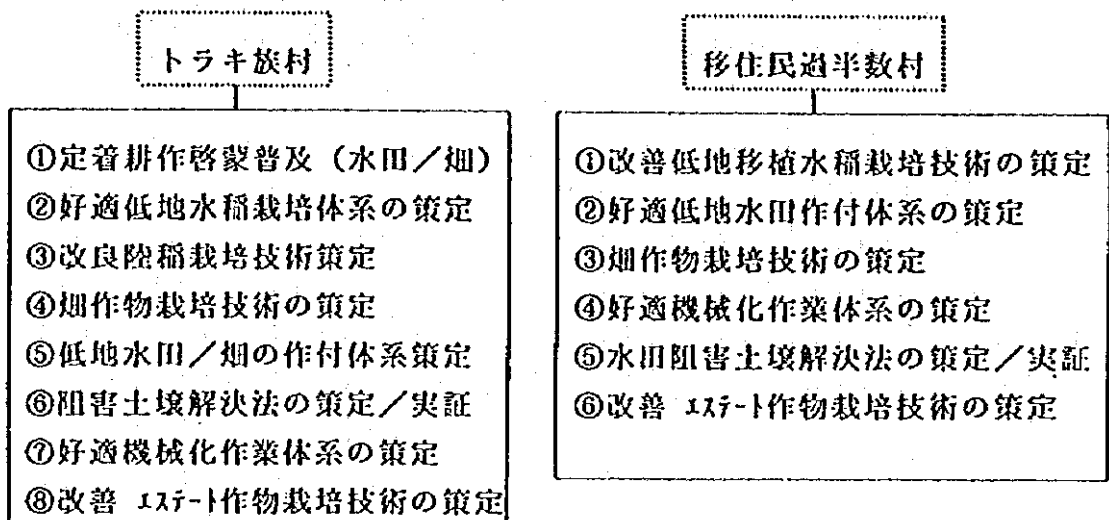 トラキ族村
①定着耕作啓蒙普及（水田／畑）
②好適低地水稲栽培体系の策定
③改良陸稲栽培技術策定
④畑作物栽培技術の策定
⑤低地水田／畑の作付体系策定
⑥阻害土壌解決法の策定／実証
⑦好適機械化作業体系の策定
⑧改善 ｴｽﾃｰﾄ作物栽培技術の策定
移住民過半数村
①改善低地移植水稲栽培技術の策定
②好適低地水田作付体系の策定
③畑作物栽培技術の策定
④好適機械化作業体系の策定
⑤水田阻害土壌解決法の策定／実証
⑥改善 ｴｽﾃｰﾄ作物栽培技術の策定